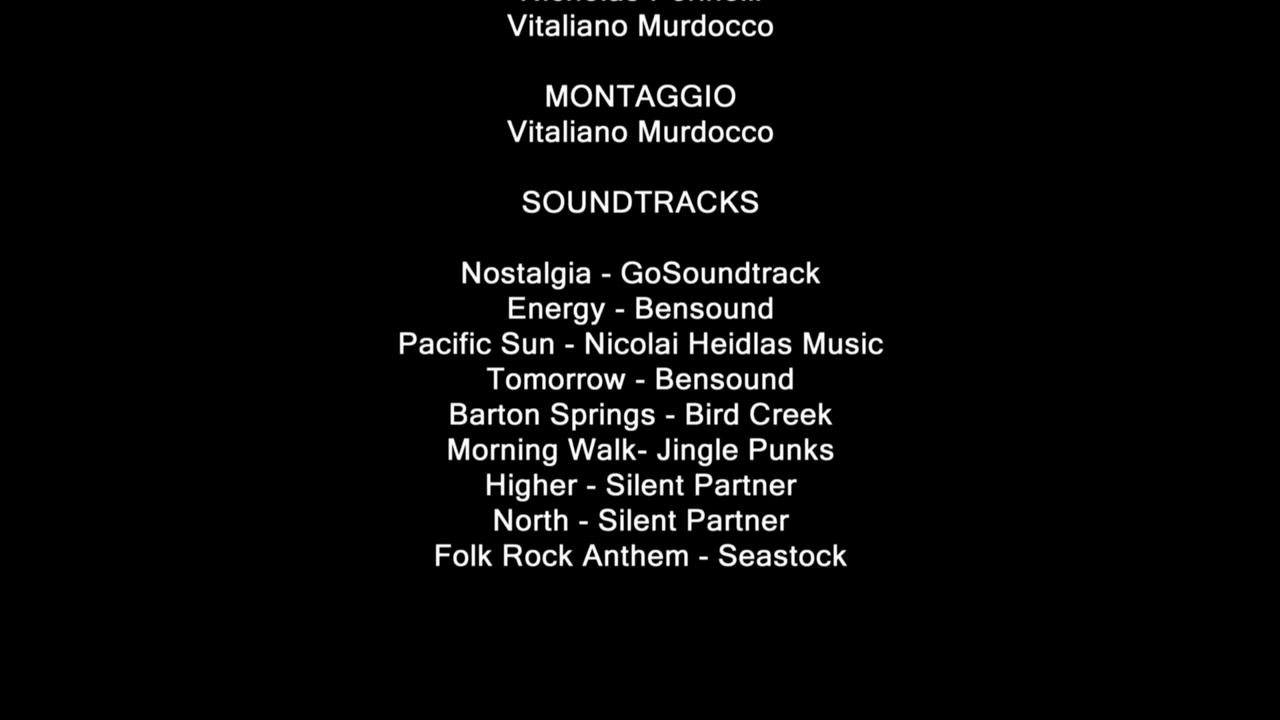 Vitaliano Murdocco
MONTAGGIO
Vitaliano Murdocco
SOUNDTRACKS
Nostalgia - GoSoundtrack
Energy - Bensound
Pacific Sun - Nicolai Heidlas Music
Tomorrow - Bensound
Barton Springs - Bird Creek
Morning Walk- Jingle Punks
Higher - Silent Partner
North - Silent Partner
Folk Rock Anthem - Seastock